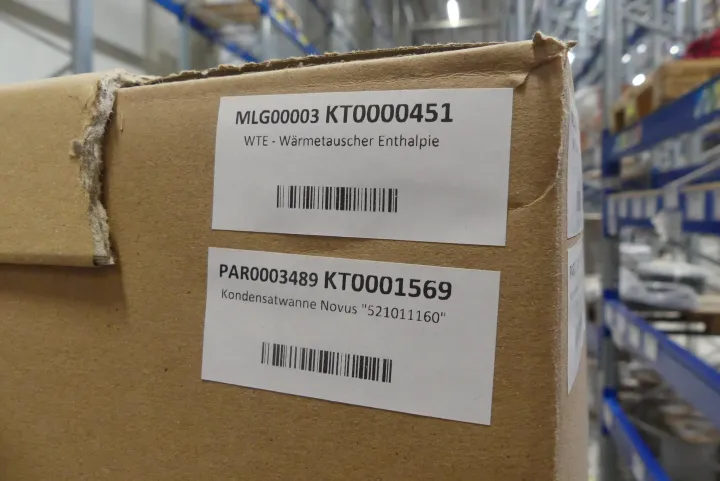 MLG00003 KT0000451
WTE - Wärmetauscher Enthalpie
PAR0003489 KT0001569
Kondensatwanne Novus "521011160"